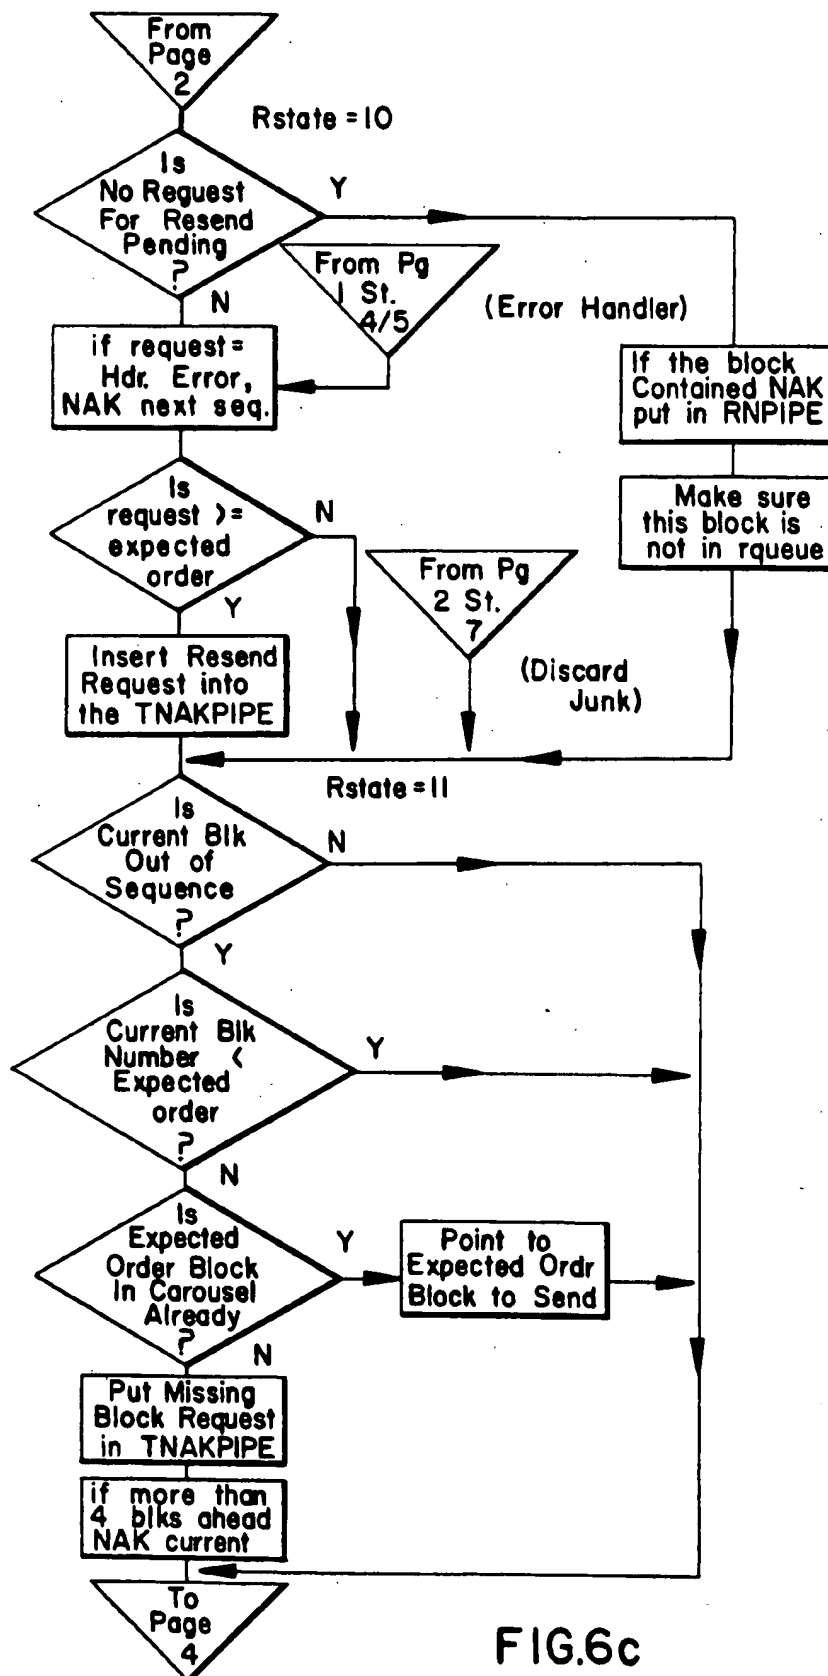 From
Page
2
Rstate = 10
Is
No Request
For Resend
Pending
?
Y
N
From Pg
1 St.
4/5
(Error Handler)
if request =
Hdr. Error,
NAK next seq.
If the block
Contained NAK
put in RNPIPE
Is
request >=
expected
order
N
Y
Make sure
this block is
not in rqueue
From Pg
2 St.
7
Insert Resend
Request into
the TNAKPIPE
(Discard
Junk)
Rstate = 11
Is
Current Blk
Out of
Sequence
?
N
Y
Is
Current Blk
Number <
Expected
order
?
Y
N
Is
Expected
Order Block
In Carousel
Already
?
Y
N
Point to
Expected Ordr
Block to Send
Put Missing
Block Request
in TNAKPIPE
if more than
4 blks ahead
NAK current
To
Page
4
FIG.6c